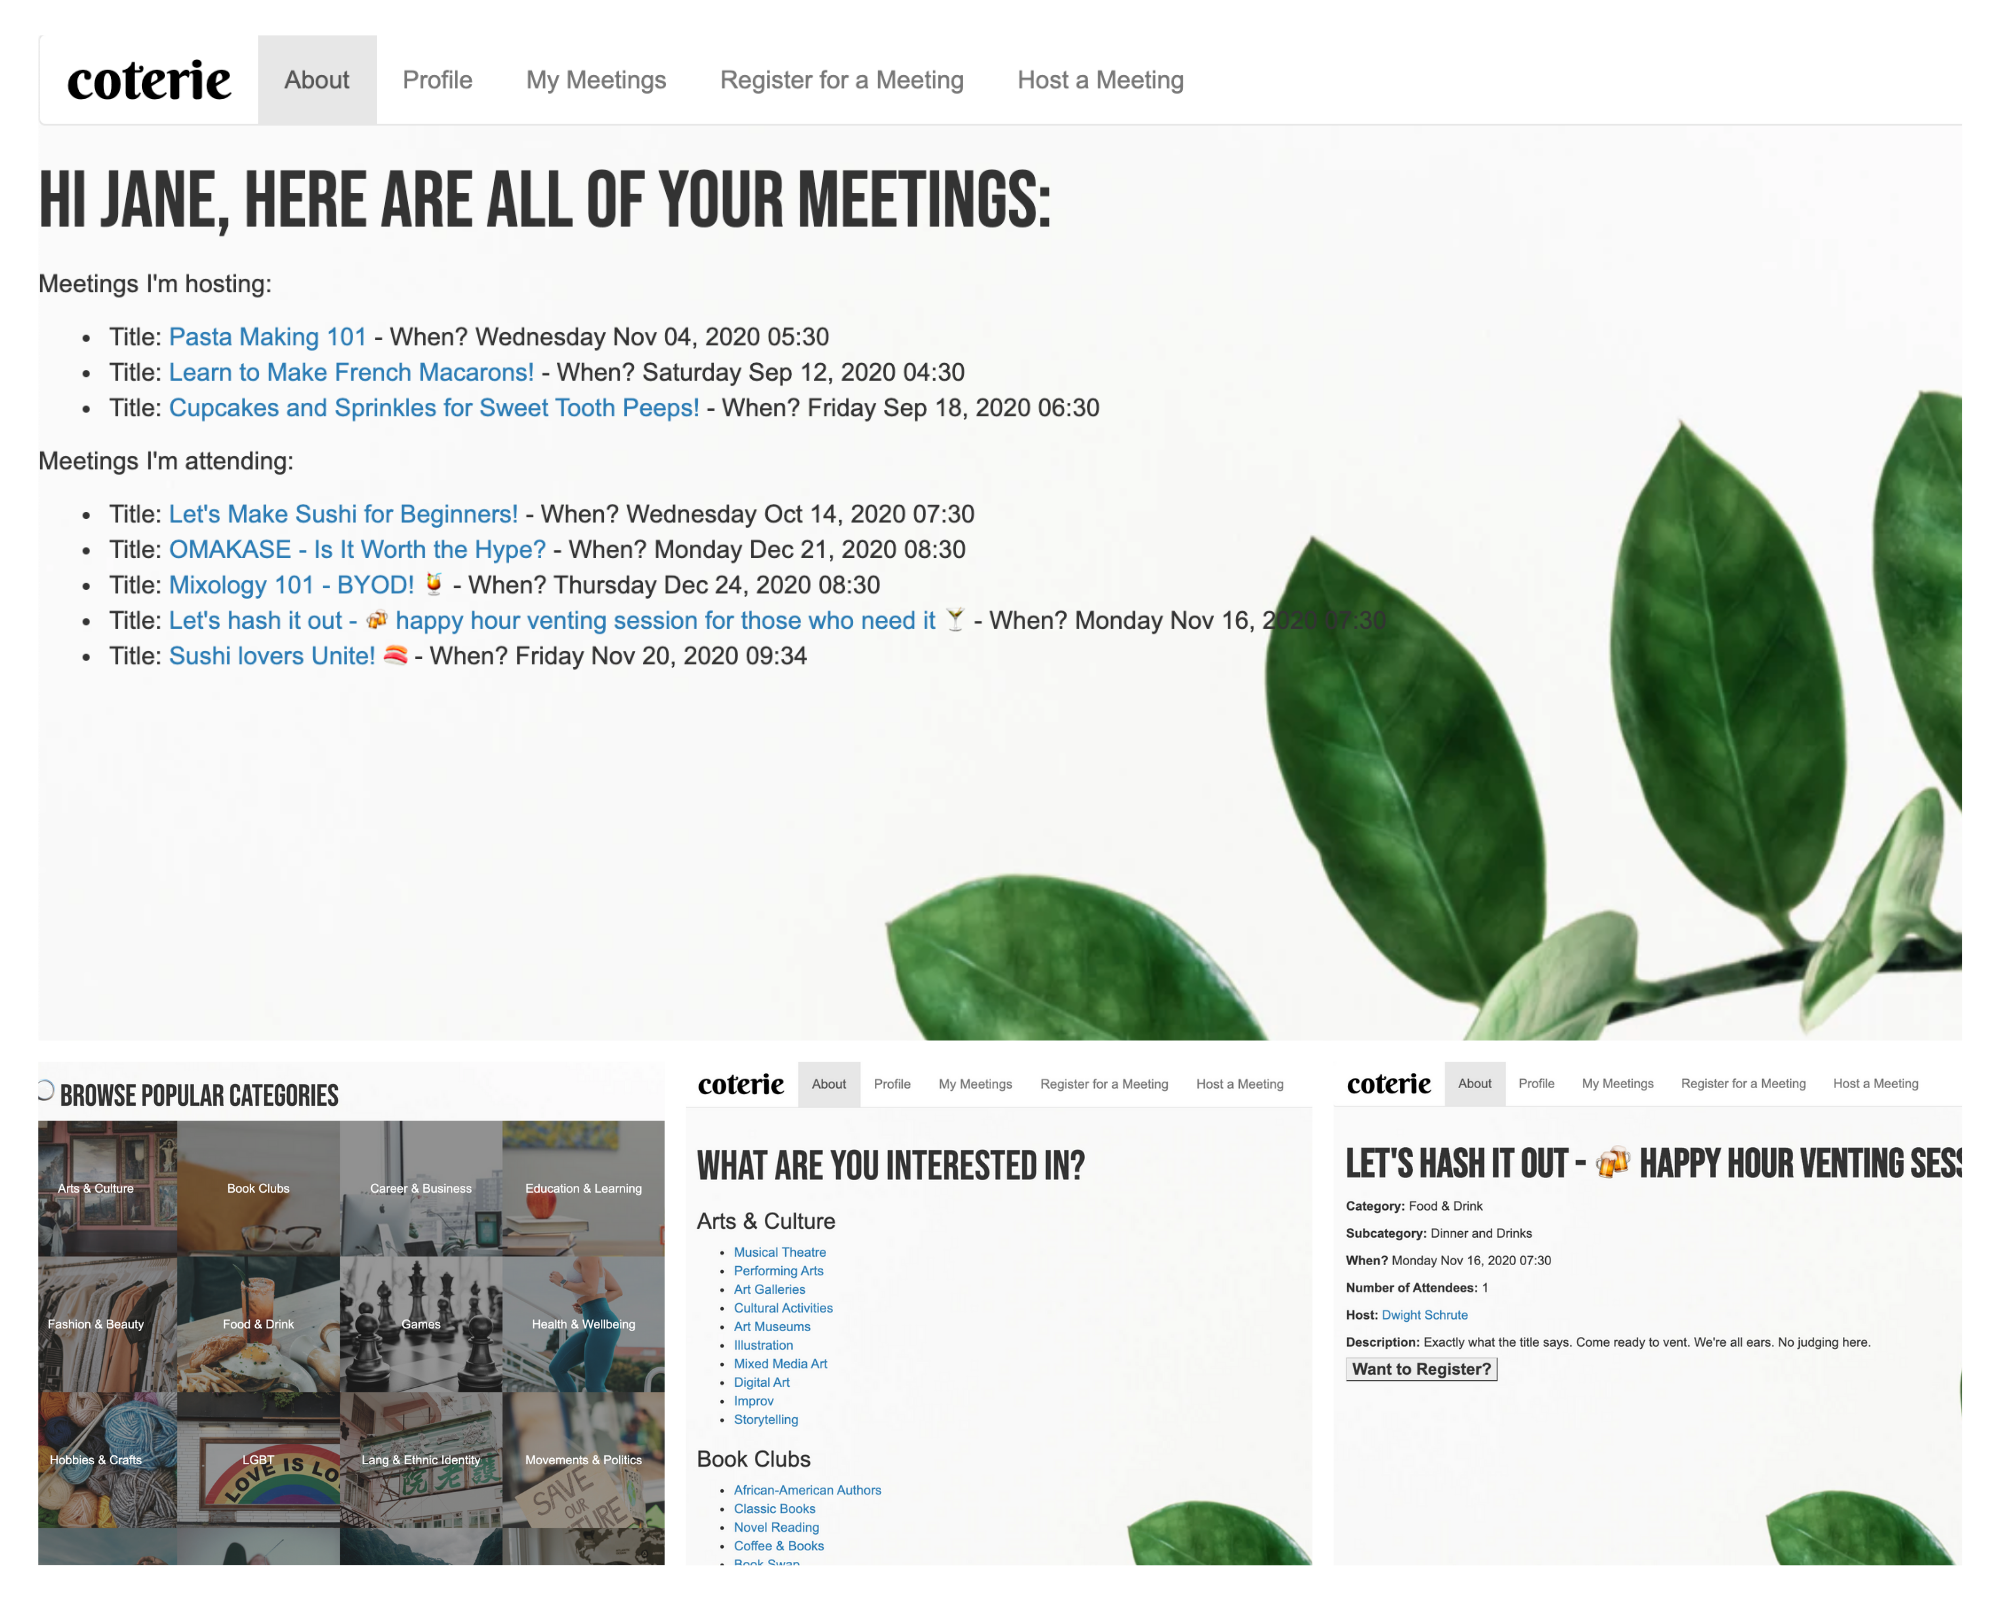 coterie About Profile My Meetings Register for a Meeting Host a Meeting
HI JANE, HERE ARE ALL OF YOUR MEETINGS:
Meetings I'm hosting:
• Title: Pasta Making 101 - When? Wednesday Nov 04, 2020 05:30
• Title: Learn to Make French Macarons! - When? Saturday Sep 12, 2020 04:30
• Title: Cupcakes and Sprinkles for Sweet Tooth Peeps! - When? Friday Sep 18, 2020 06:30
Meetings I'm attending:
• Title: Let's Make Sushi for Beginners! - When? Wednesday Oct 14, 2020 07:30
• Title: OMAKASE - Is It Worth the Hype? - When? Monday Dec 21, 2020 08:30
• Title: Mixology 101 - BYOD! 🍹 - When? Thursday Dec 24, 2020 08:30
• Title: Let's hash it out - 🍻 happy hour venting session for those who need it 🍸 - When? Monday Nov 16, 2020 07:30
• Title: Sushi lovers Unite! 🍣 - When? Friday Nov 20, 2020 09:34
BROWSE POPULAR CATEGORIES
Arts & Culture Book Clubs Career & Business Education & Learning
Fashion & Beauty Food & Drink Games Health & Wellbeing
Hobbies & Crafts LGBT Lang & Ethnic Identity Movements & Politics
LOVE IS LO
院老護
SAVE
OUR
TURE
coterie About Profile My Meetings Register for a Meeting Host a Meeting
WHAT ARE YOU INTERESTED IN?
Arts & Culture
• Musical Theatre
• Performing Arts
• Art Galleries
• Cultural Activities
• Art Museums
• Illustration
• Mixed Media Art
• Digital Art
• Improv
• Storytelling
Book Clubs
• African-American Authors
• Classic Books
• Novel Reading
• Coffee & Books
• Book Swap
coterie About Profile My Meetings Register for a Meeting Host a Meeting
LET'S HASH IT OUT - 🍻 HAPPY HOUR VENTING SESS
Category: Food & Drink
Subcategory: Dinner and Drinks
When? Monday Nov 16, 2020 07:30
Number of Attendees: 1
Host: Dwight Schrute
Description: Exactly what the title says. Come ready to vent. We're all ears. No judging here.
Want to Register?